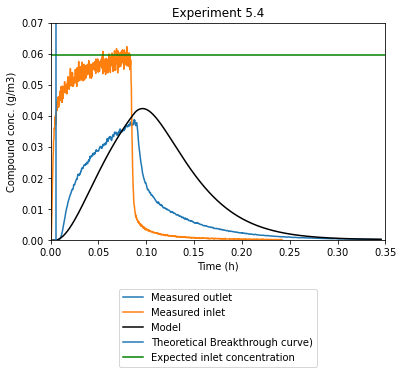 Experiment 5.4
Compound conc. (g/m3)
0.07
0.06
0.05
0.04
0.03
0.02
0.01
0.00
0.00 0.05 0.10 0.15 0.20 0.25 0.30 0.35
Time (h)
Measured outlet
Measured inlet
Model
Theoretical Breakthrough curve)
Expected inlet concentration